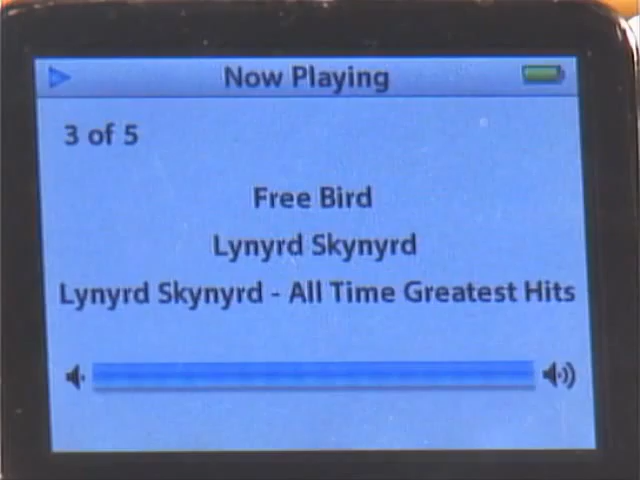 Now Playing
3 of 5
Free Bird
Lynyrd Skynyrd
Lynyrd Skynyrd - All Time Greatest Hits